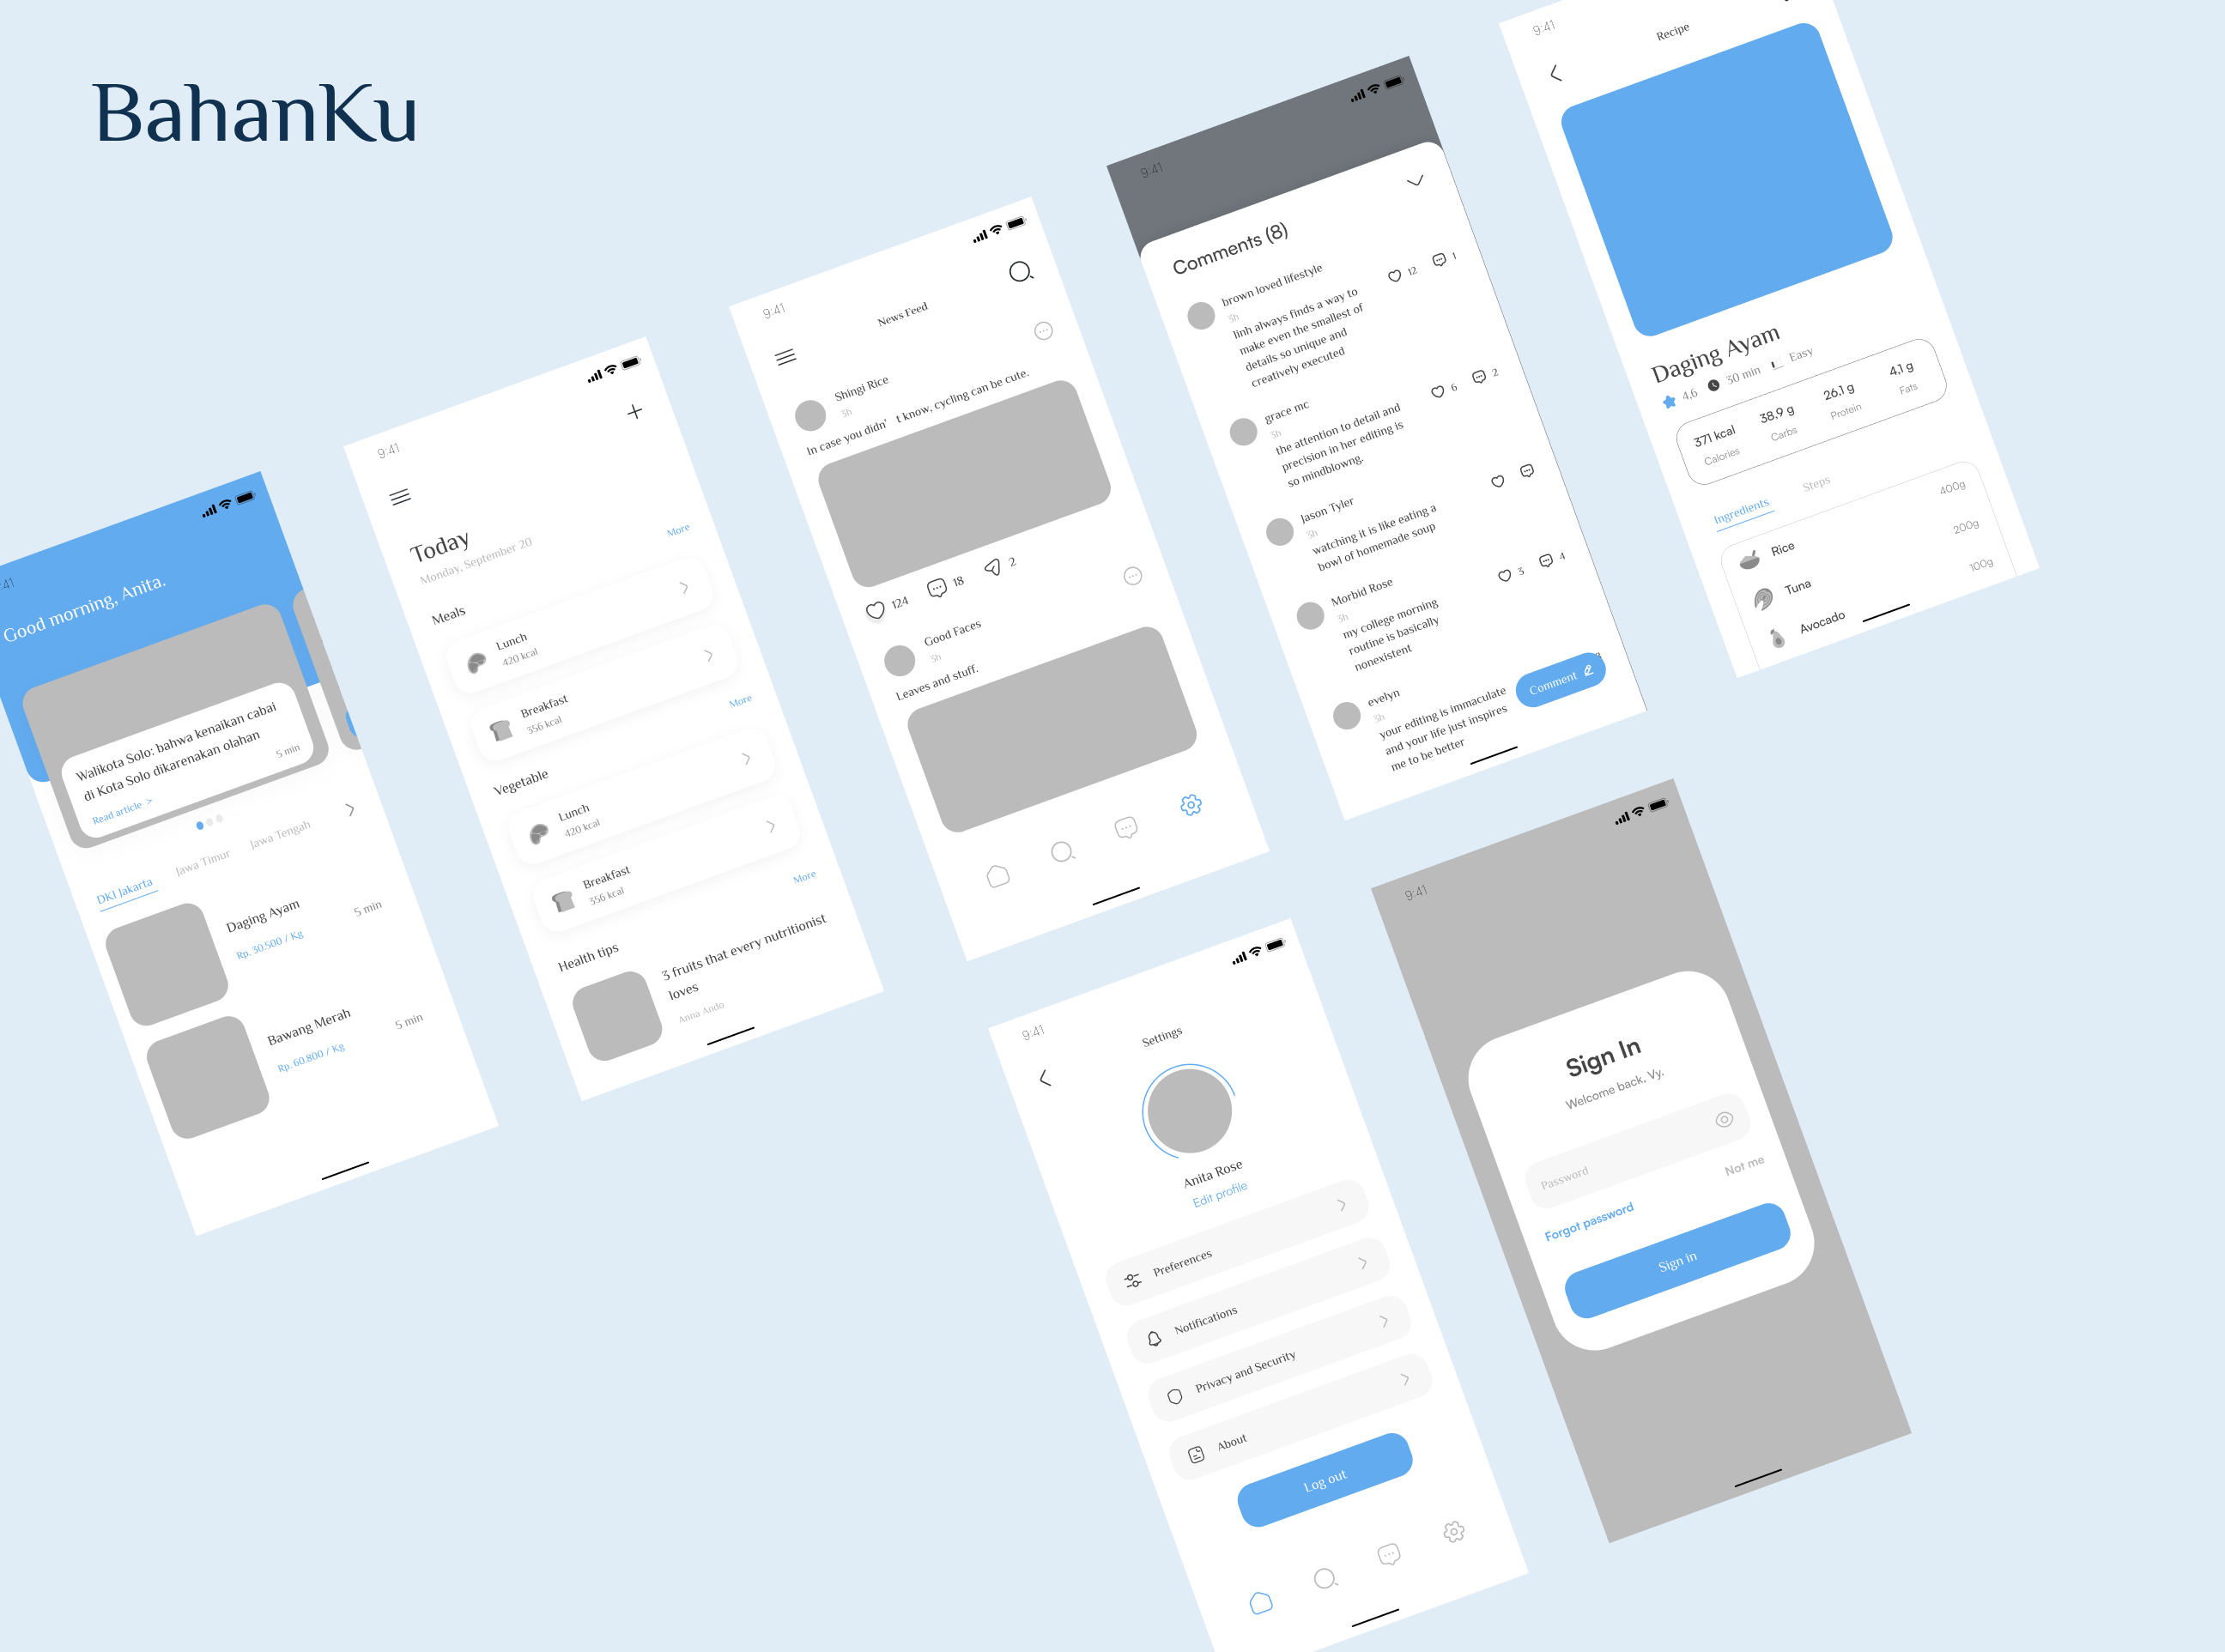 BahanKu
:41
Good morning, Anita.
Walikota Solo: bahwa kenaikan cabai
di Kota Solo dikarenakan olahan
Read article >
5 min
DKI Jakarta
Jawa Timur
Jawa Tengah
Daging Ayam
Rp. 30.500 / Kg
5 min
Bawang Merah
Rp. 60.800 / Kg
5 min
9:41
Today
Monday, September 20
Meals
More
Lunch
420 kcal
Breakfast
356 kcal
Vegetable
More
Lunch
420 kcal
Breakfast
356 kcal
Health tips
More
3 fruits that every nutritionist
loves
Anna Ando
9:41
News Feed
Shingi Rice
5h
In case you didn' t know, cycling can be cute.
124
18
2
Good Faces
5h
Leaves and stuff.
9:41
Comments (8)
brown loved lifestyle
5h
linh always finds a way to
make even the smallest of
details so unique and
creatively executed
12
1
grace mc
5h
the attention to detail and
precision in her editing is
so mindblowng.
6
2
Jason Tyler
5h
watching it is like eating a
bowl of homemade soup
Morbid Rose
5h
my college morning
routine is basically
nonexistent
3
4
evelyn
5h
your editing is immaculate
and your life just inspires
me to be better
Comment
9:41
Recipe
Daging Ayam
4,6
30 min
Easy
371 kcal
Calories
38.9 g
Carbs
26.1 g
Protein
4,1 g
Fats
Ingredients
Steps
Rice
400g
Tuna
200g
Avocado
100g
9:41
Settings
Anita Rose
Edit profile
Preferences
Notifications
Privacy and Security
About
Log out
9:41
Sign In
Welcome back, Vy,
Password
Forgot password
Not me
Sign in